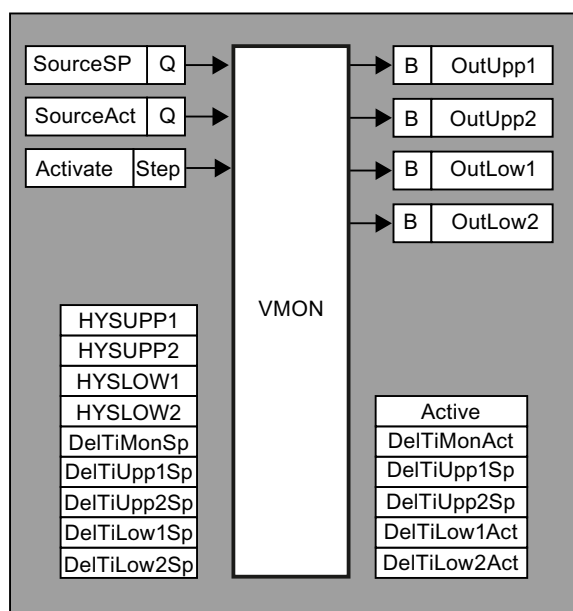 SourceSP Q
SourceAct Q
Activate Step
B OutUpp1
B OutUpp2
B OutLow1
B OutLow2
VMON
HYSUPP1
HYSUPP2
HYSLOW1
HYSLOW2
DelTiMonSp
DelTiUpp1Sp
DelTiUpp2Sp
DelTiLow1Sp
DelTiLow2Sp
Active
DelTiMonAct
DelTiUpp1Sp
DelTiUpp2Sp
DelTiLow1Act
DelTiLow2Act